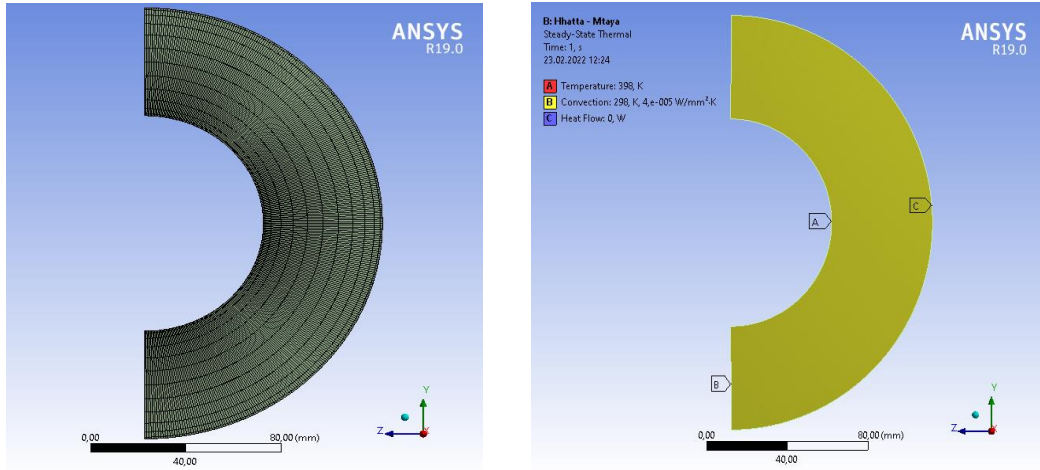 ANSYS
R19.0
Y
Z
X
0,00
80,00 (mm)
40,00
B: Hhatta - Mtaya
Steady-State Thermal
Time: 1, s
23.02.2022 12:24
A Temperature: 398, K
B Convection: 298, K, 4,e-005 W/mm²·K
C Heat Flow: 0, W
ANSYS
R19.0
C
A
B
Y
Z
X
0,00
80,00 (mm)
40,00